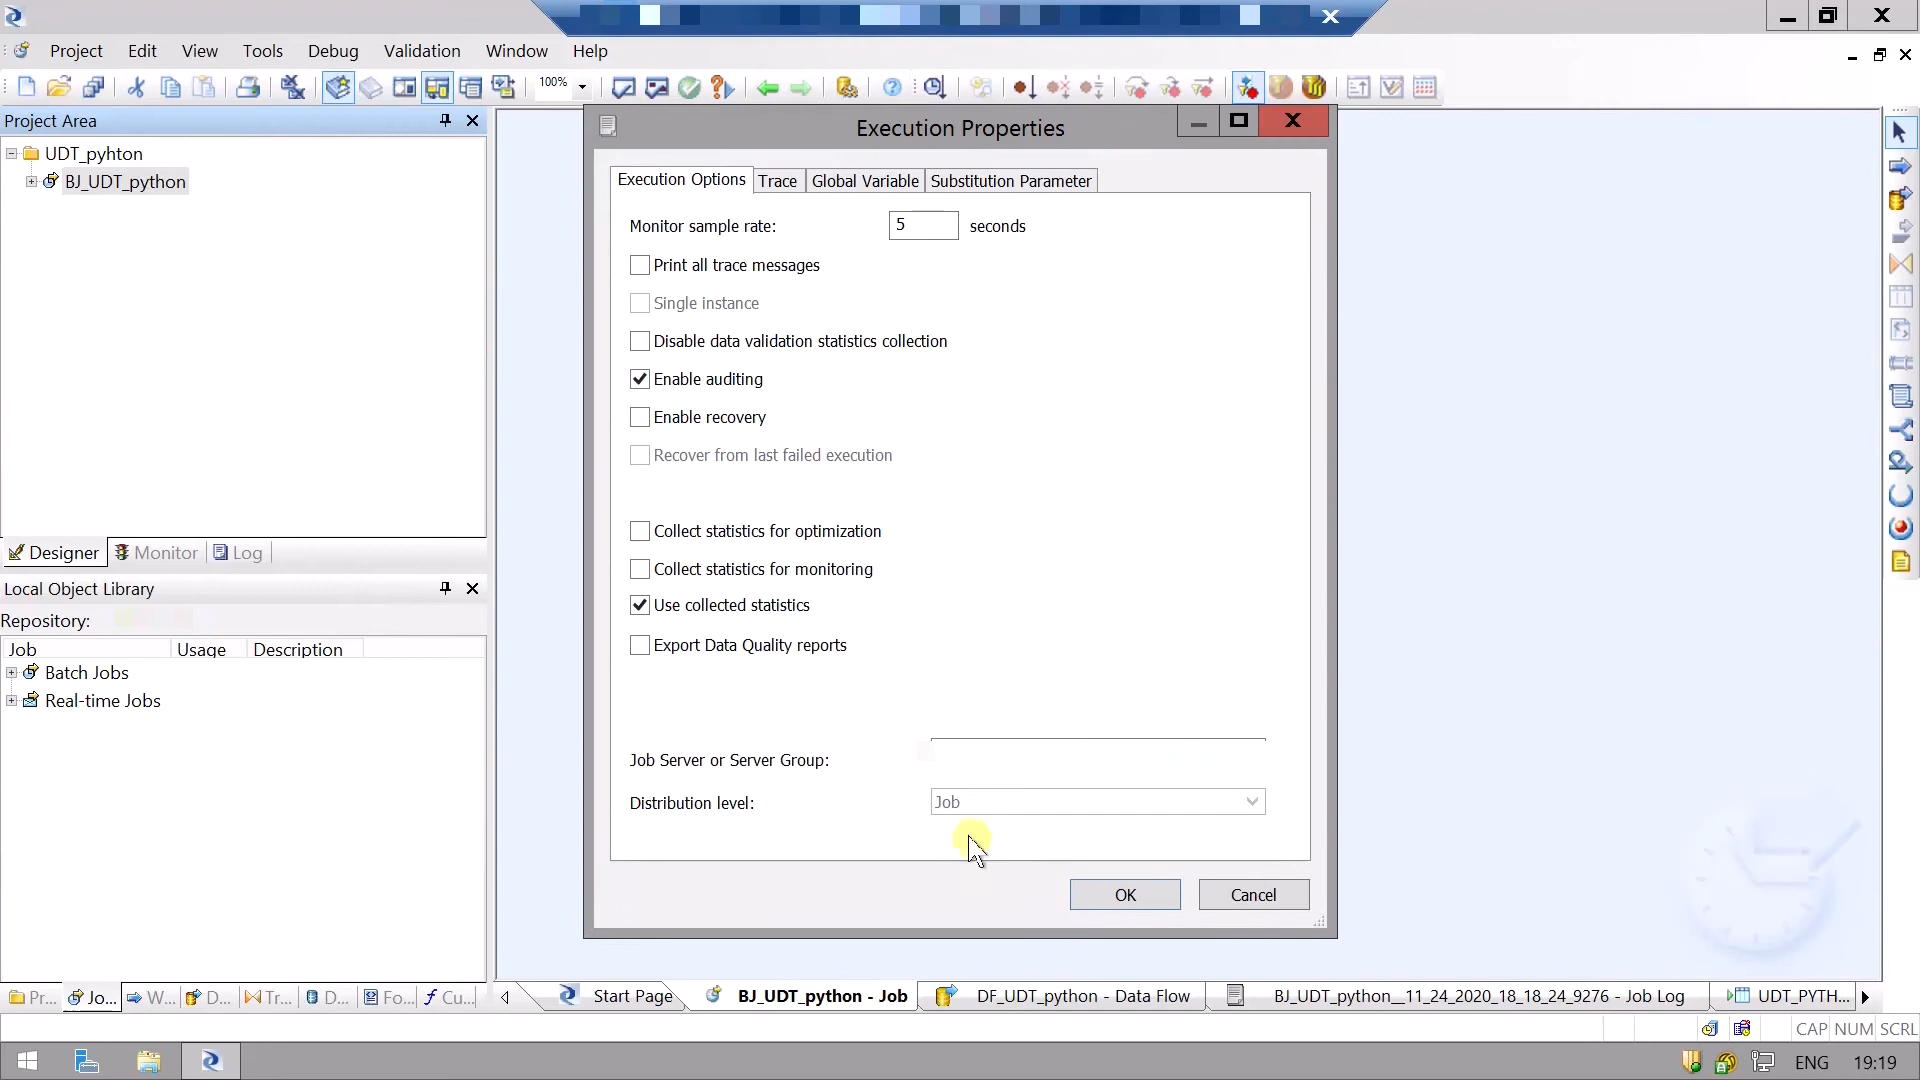 Project Edit View Tools Debug Validation Window Help
100%
Project Area
UDT_pyhton
BJ_UDT_python
Designer Monitor Log
Local Object Library
Repository:
Job Usage Description
Batch Jobs
Real-time Jobs
Pr... Jo... W... D... Tr... D... Fo... Cu...
Execution Properties
Execution Options Trace Global Variable Substitution Parameter
Monitor sample rate: 5 seconds
Print all trace messages
Single instance
Disable data validation statistics collection
Enable auditing
Enable recovery
Recover from last failed execution
Collect statistics for optimization
Collect statistics for monitoring
Use collected statistics
Export Data Quality reports
Job Server or Server Group:
Distribution level: Job
OK Cancel
Start Page BJ_UDT_python - Job DF_UDT_python - Data Flow BJ_UDT_python__11_24_2020_18_18_24_9276 - Job Log UDT_PYTH...
CAP NUM SCRL
ENG 19:19